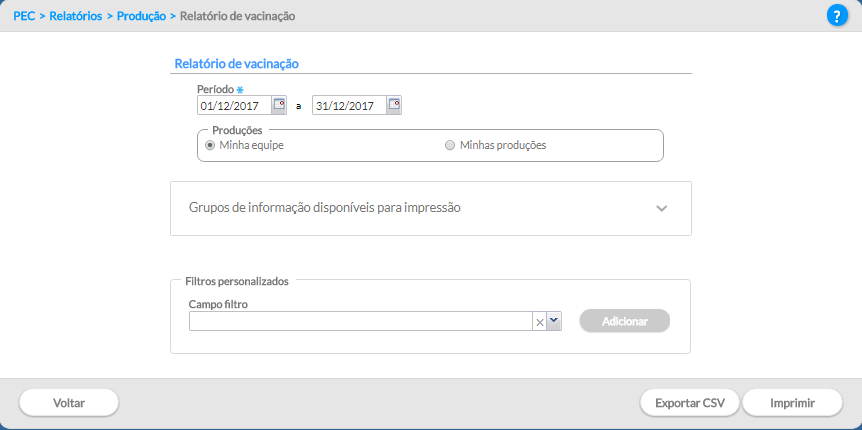 PEC > Relatórios > Produção > Relatório de vacinação
?
Relatório de vacinação
Período *
01/12/2017 a 31/12/2017
Produções
Minha equipe Minhas produções
Grupos de informação disponíveis para impressão
Filtros personalizados
Campo filtro
Adicionar
Voltar Exportar CSV Imprimir